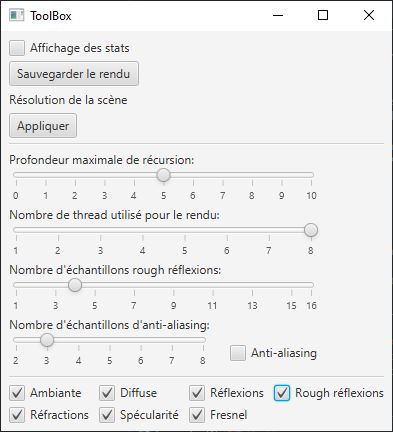 ToolBox
Affichage des stats
Sauvegarder le rendu
Résolution de la scène
Appliquer
Profondeur maximale de récursion:
0 1 2 3 4 5 6 7 8 9 10
Nombre de thread utilisé pour le rendu:
1 2 3 4 5 6 7 8
Nombre d'échantillons rough réflexions:
1 3 5 7 9 11 13 15 16
Nombre d'échantillons d'anti-aliasing:
2 3 4 5 6 7 8
Anti-aliasing
Ambiante Diffuse Réflexions Rough réflexions
Réfractions Spécularité Fresnel